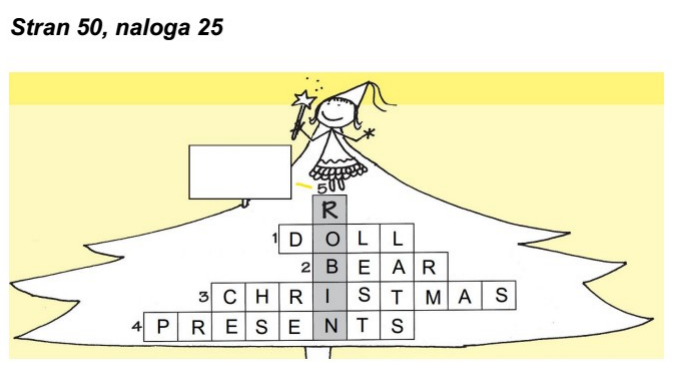 Stran 50, naloga 25
5
R
1 D O L L
2 B E A R
3 C H R I S T M A S
4 P R E S E N T S